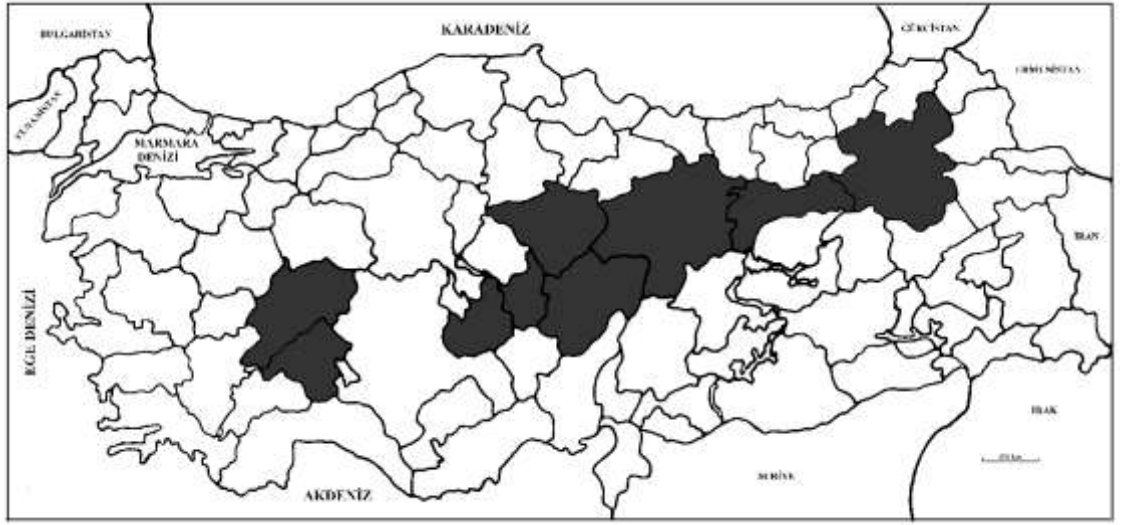 BULGARİSTAN
KARADENİZ
GÜRCİSTAN
ERMENİSTAN
YUNANİSTAN
MARMARA
DENİZİ
İRAN
EGE DENİZİ
IRAK
SURİYE
AKDENİZ